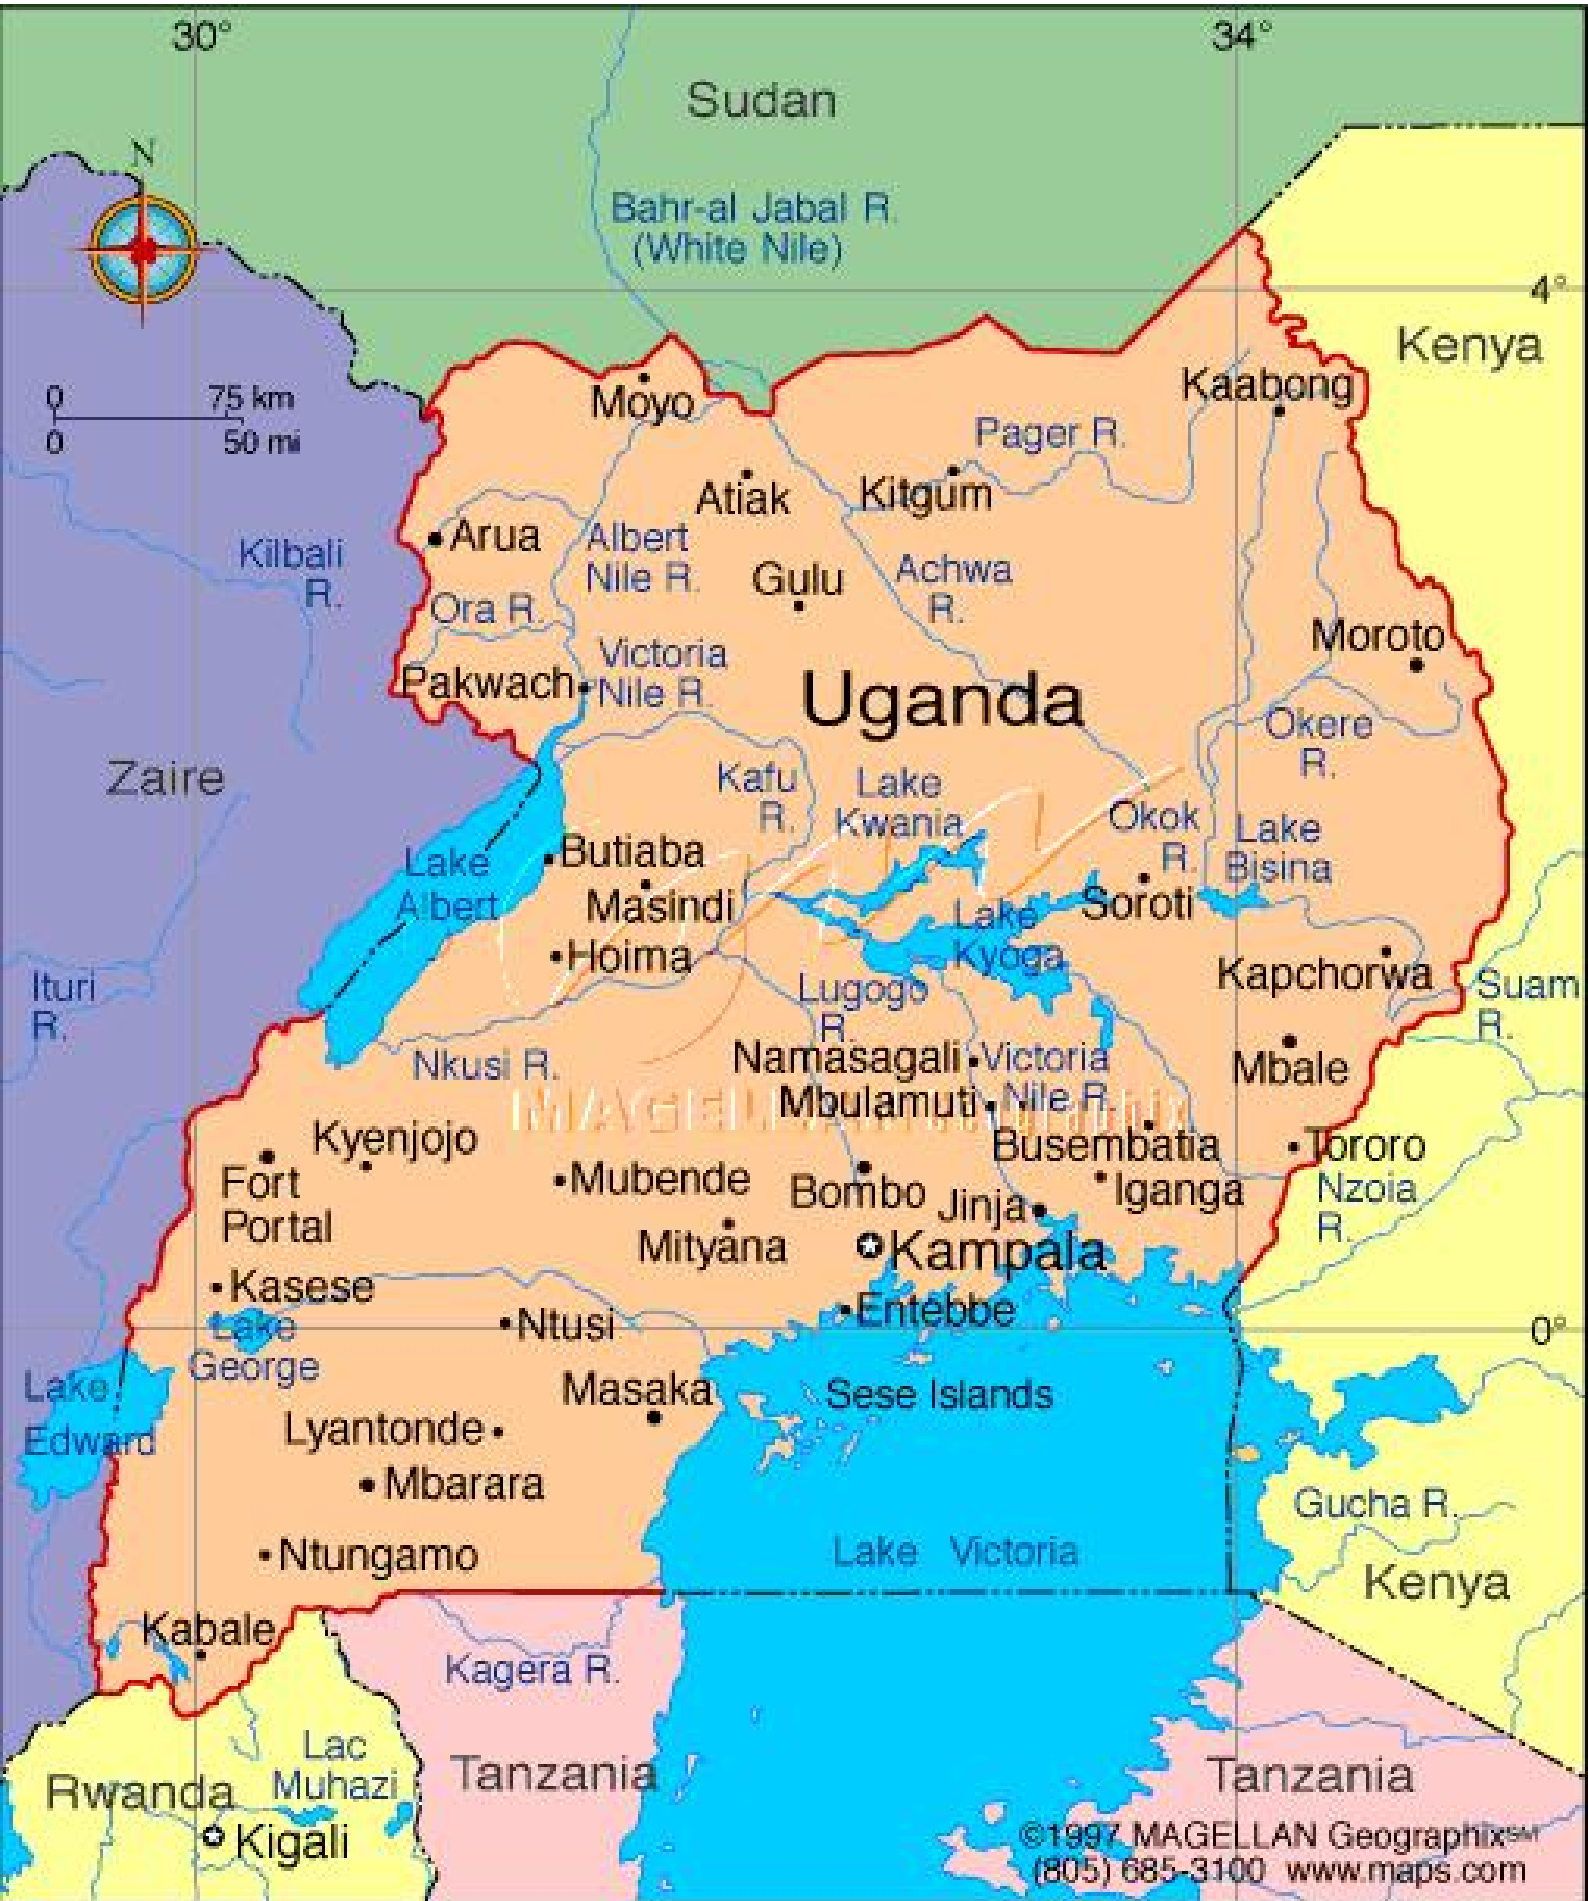 30°
34°
Sudan
N
Bahr-al Jabal R.
(White Nile)
4°
Kenya
0 75 km
0 50 mi
Moyo
Kaabong
Pager R.
Atiak
Kitgum
Arua
Albert
Nile R.
Kilbali
R.
Gulu
Achwa
R.
Ora R.
Moroto
Pakwach
Victoria
Nile R.
Uganda
Okere
R.
Zaire
Kafu
R.
Lake
Kwania
Okok
R.
Lake
Bisina
Lake
Albert
Butiaba
Masindi
Soroti
Lake
Kyoga
Hoima
Kapchorwa
Ituri
R.
Lugogo
R.
Suam
R.
Nkusi R.
Namasagali
Victoria
Nile R.
Mbale
Mbulamuti
MAGELLAN Geographix
Kyenjojo
Busembatia
Tororo
Fort
Portal
Mubende
Bombo
Jinja
Iganga
Nzoia
R.
Mityana
Kampala
Kasese
Entebbe
Lake
George
Ntusi
0°
Lake
Edward
Masaka
Sese Islands
Lyantonde
Mbarara
Gucha R.
Ntungamo
Lake Victoria
Kenya
Kabale
Kagera R.
Lac
Muhazi
Tanzania
Tanzania
Rwanda
Kigali
©1997 MAGELLAN Geographix℠
(805) 685-3100 www.maps.com